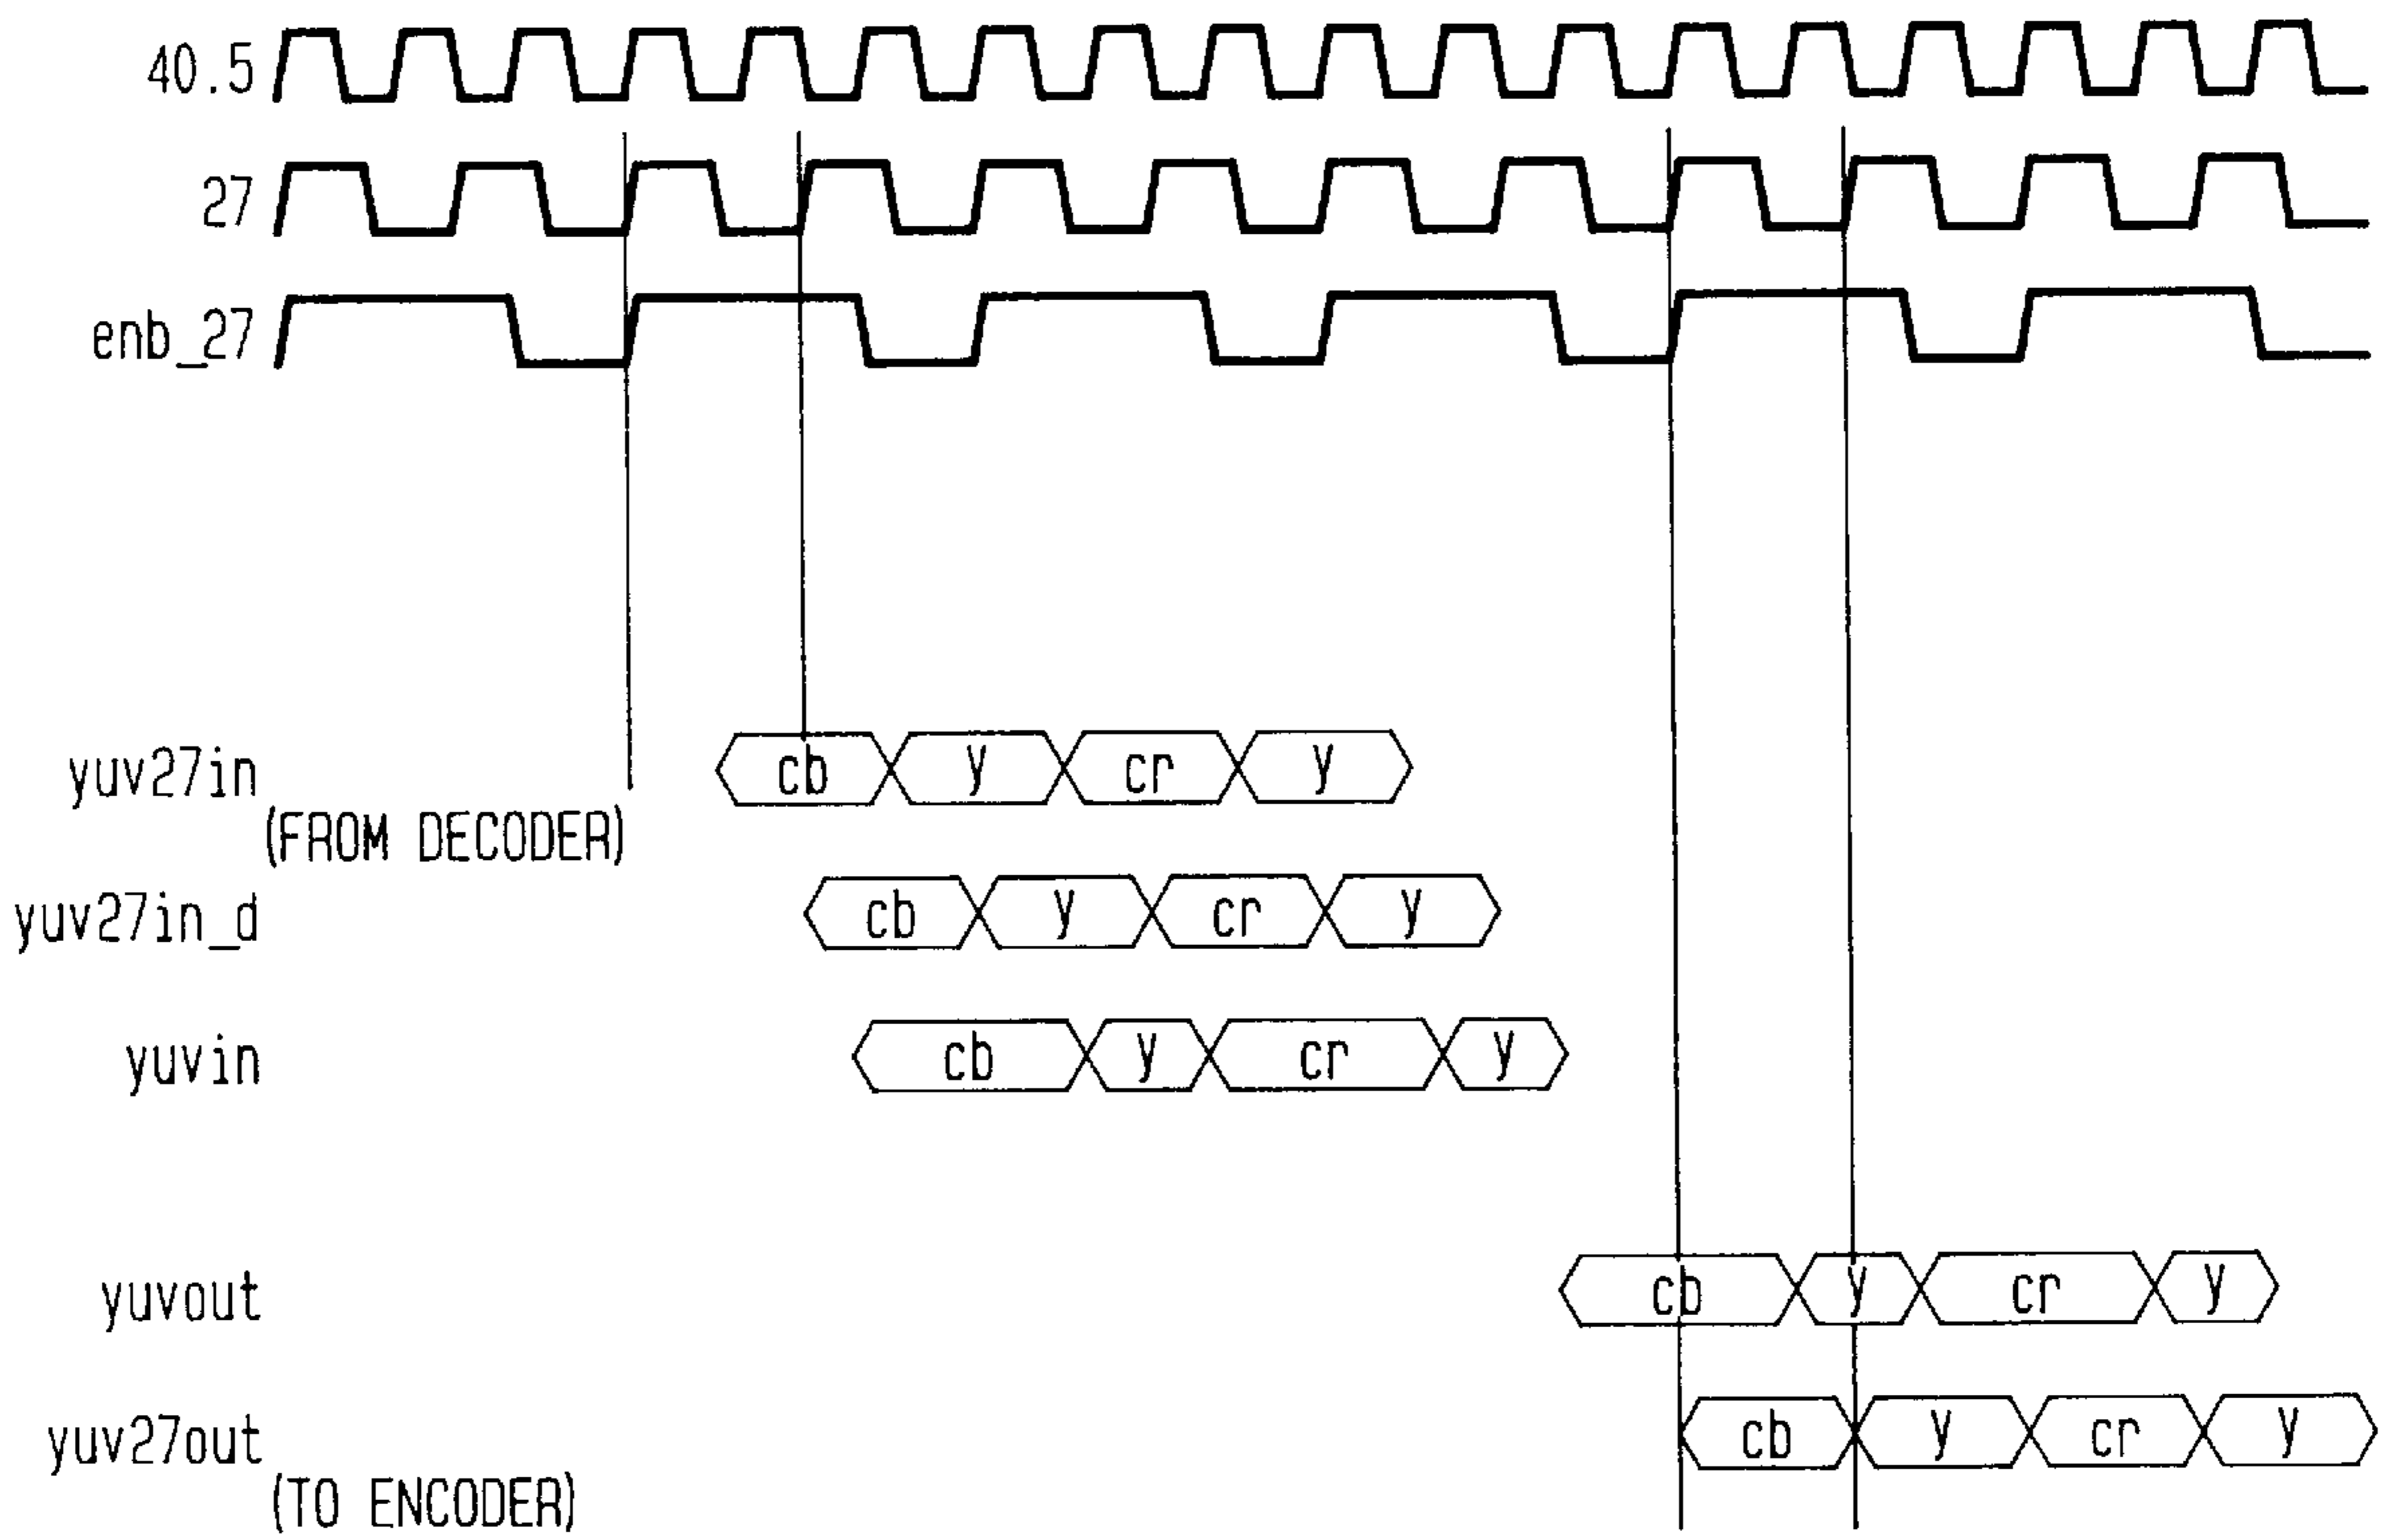 40.5
27
enb_27
yuv27in cb y cr y
(FROM DECODER)
yuv27in_d cb y cr y
yuvin cb y cr y
yuvout cb y cr y
yuv27out cb y cr y
(TO ENCODER)